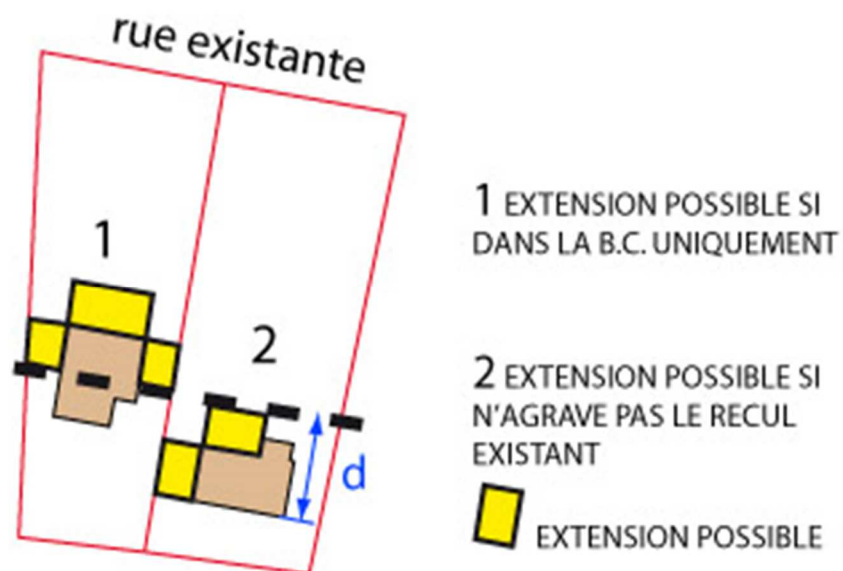 rue existante
1
2
d
1 EXTENSION POSSIBLE SI
DANS LA B.C. UNIQUEMENT
2 EXTENSION POSSIBLE SI
N'AGRAVE PAS LE RECUL
EXISTANT
EXTENSION POSSIBLE